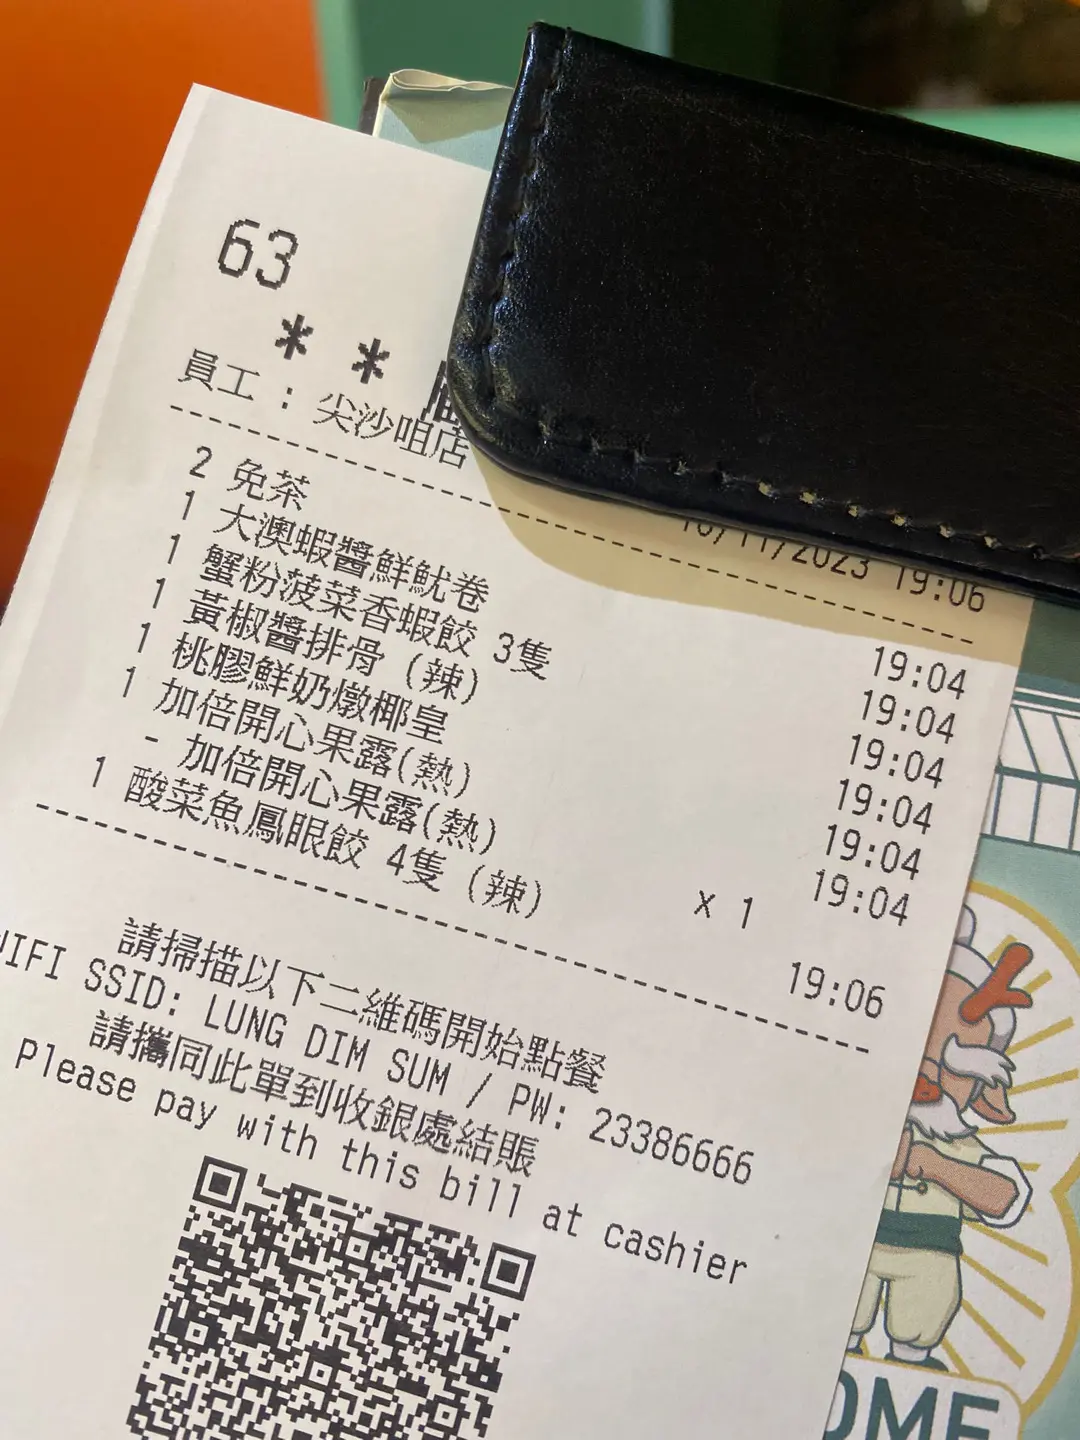 63
* *
員工 : 尖沙咀店
/11/2023 19:06
2 免茶 19:04
1 大澳蝦醬鮮魷卷 19:04
1 蟹粉菠菜香蝦餃 3隻 19:04
1 黃椒醬排骨 (辣) 19:04
1 桃膠鮮奶燉椰皇 19:04
1 加倍開心果露(熱) 19:04
- 加倍開心果露(熱) x 1
1 酸菜魚鳳眼餃 4隻 (辣) 19:06
請掃描以下二維碼開始點餐
WIFI SSID: LUNG DIM SUM / PW: 23386666
請攜同此單到收銀處結賬
Please pay with this bill at cashier
OME